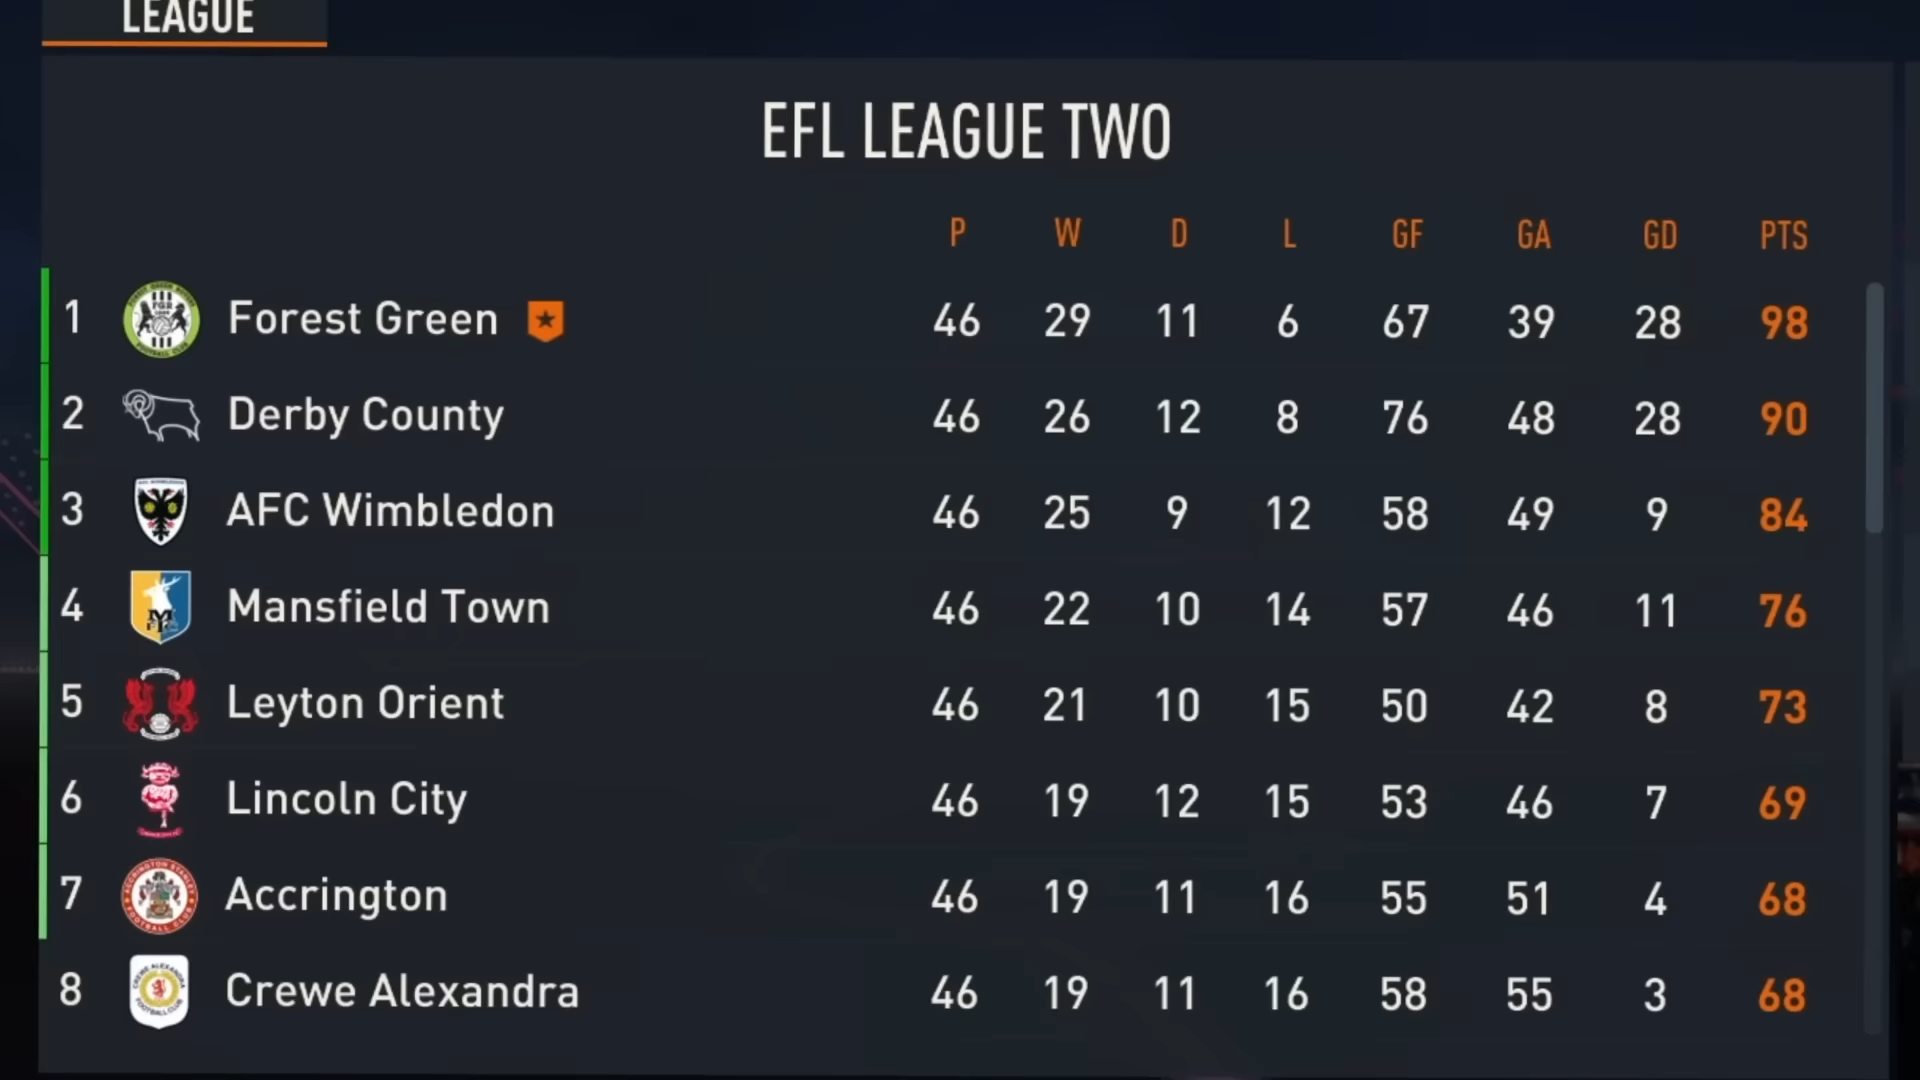 LEAGUE
EFL LEAGUE TWO
P W D L GF GA GD PTS
1 Forest Green 46 29 11 6 67 39 28 98
2 Derby County 46 26 12 8 76 48 28 90
3 AFC Wimbledon 46 25 9 12 58 49 9 84
4 Mansfield Town 46 22 10 14 57 46 11 76
5 Leyton Orient 46 21 10 15 50 42 8 73
6 Lincoln City 46 19 12 15 53 46 7 69
7 Accrington 46 19 11 16 55 51 4 68
8 Crewe Alexandra 46 19 11 16 58 55 3 68